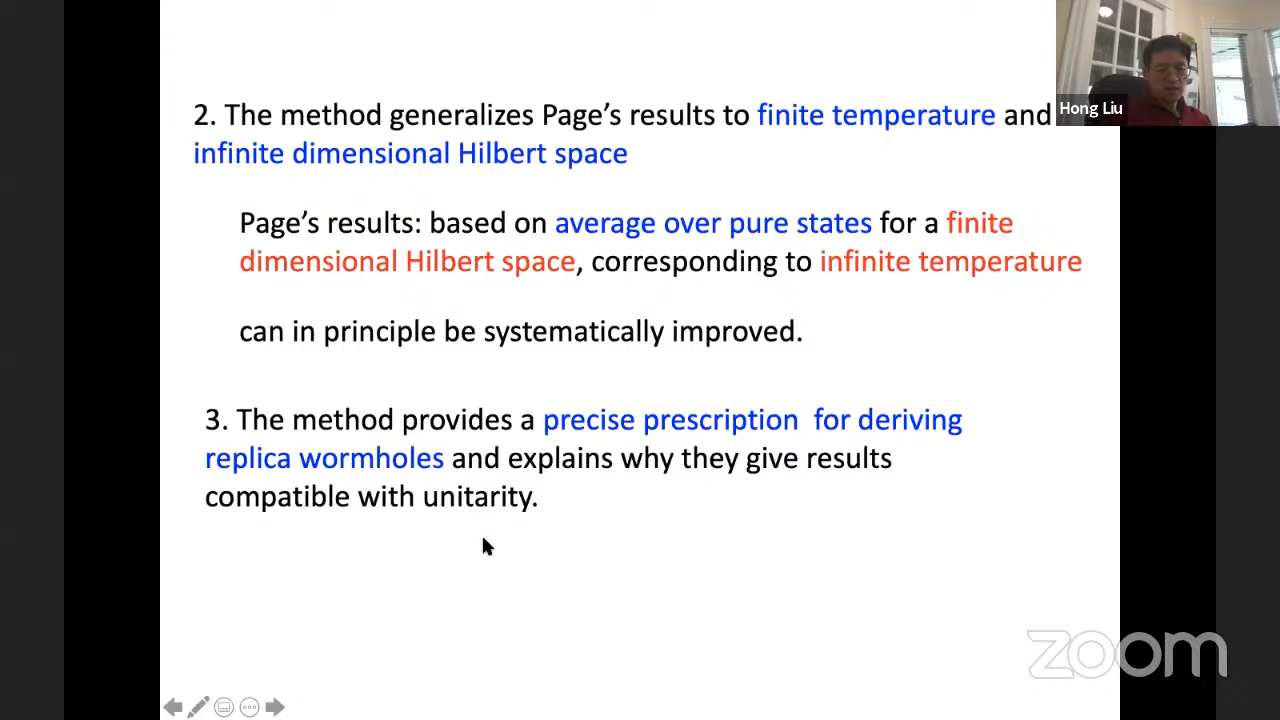 Hong Liu
2. The method generalizes Page’s results to finite temperature and
infinite dimensional Hilbert space
Page’s results: based on average over pure states for a finite
dimensional Hilbert space, corresponding to infinite temperature
can in principle be systematically improved.
3. The method provides a precise prescription for deriving
replica wormholes and explains why they give results
compatible with unitarity.
zoom